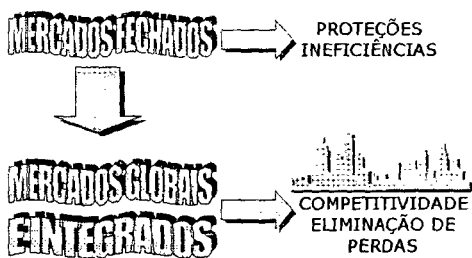 MERCADOS FECHADOS
PROTEÇÕES
INEFICIÊNCIAS
MERCADOS GLOBAIS
E INTEGRADOS
COMPETITIVIDADE
ELIMINAÇÃO DE
PERDAS